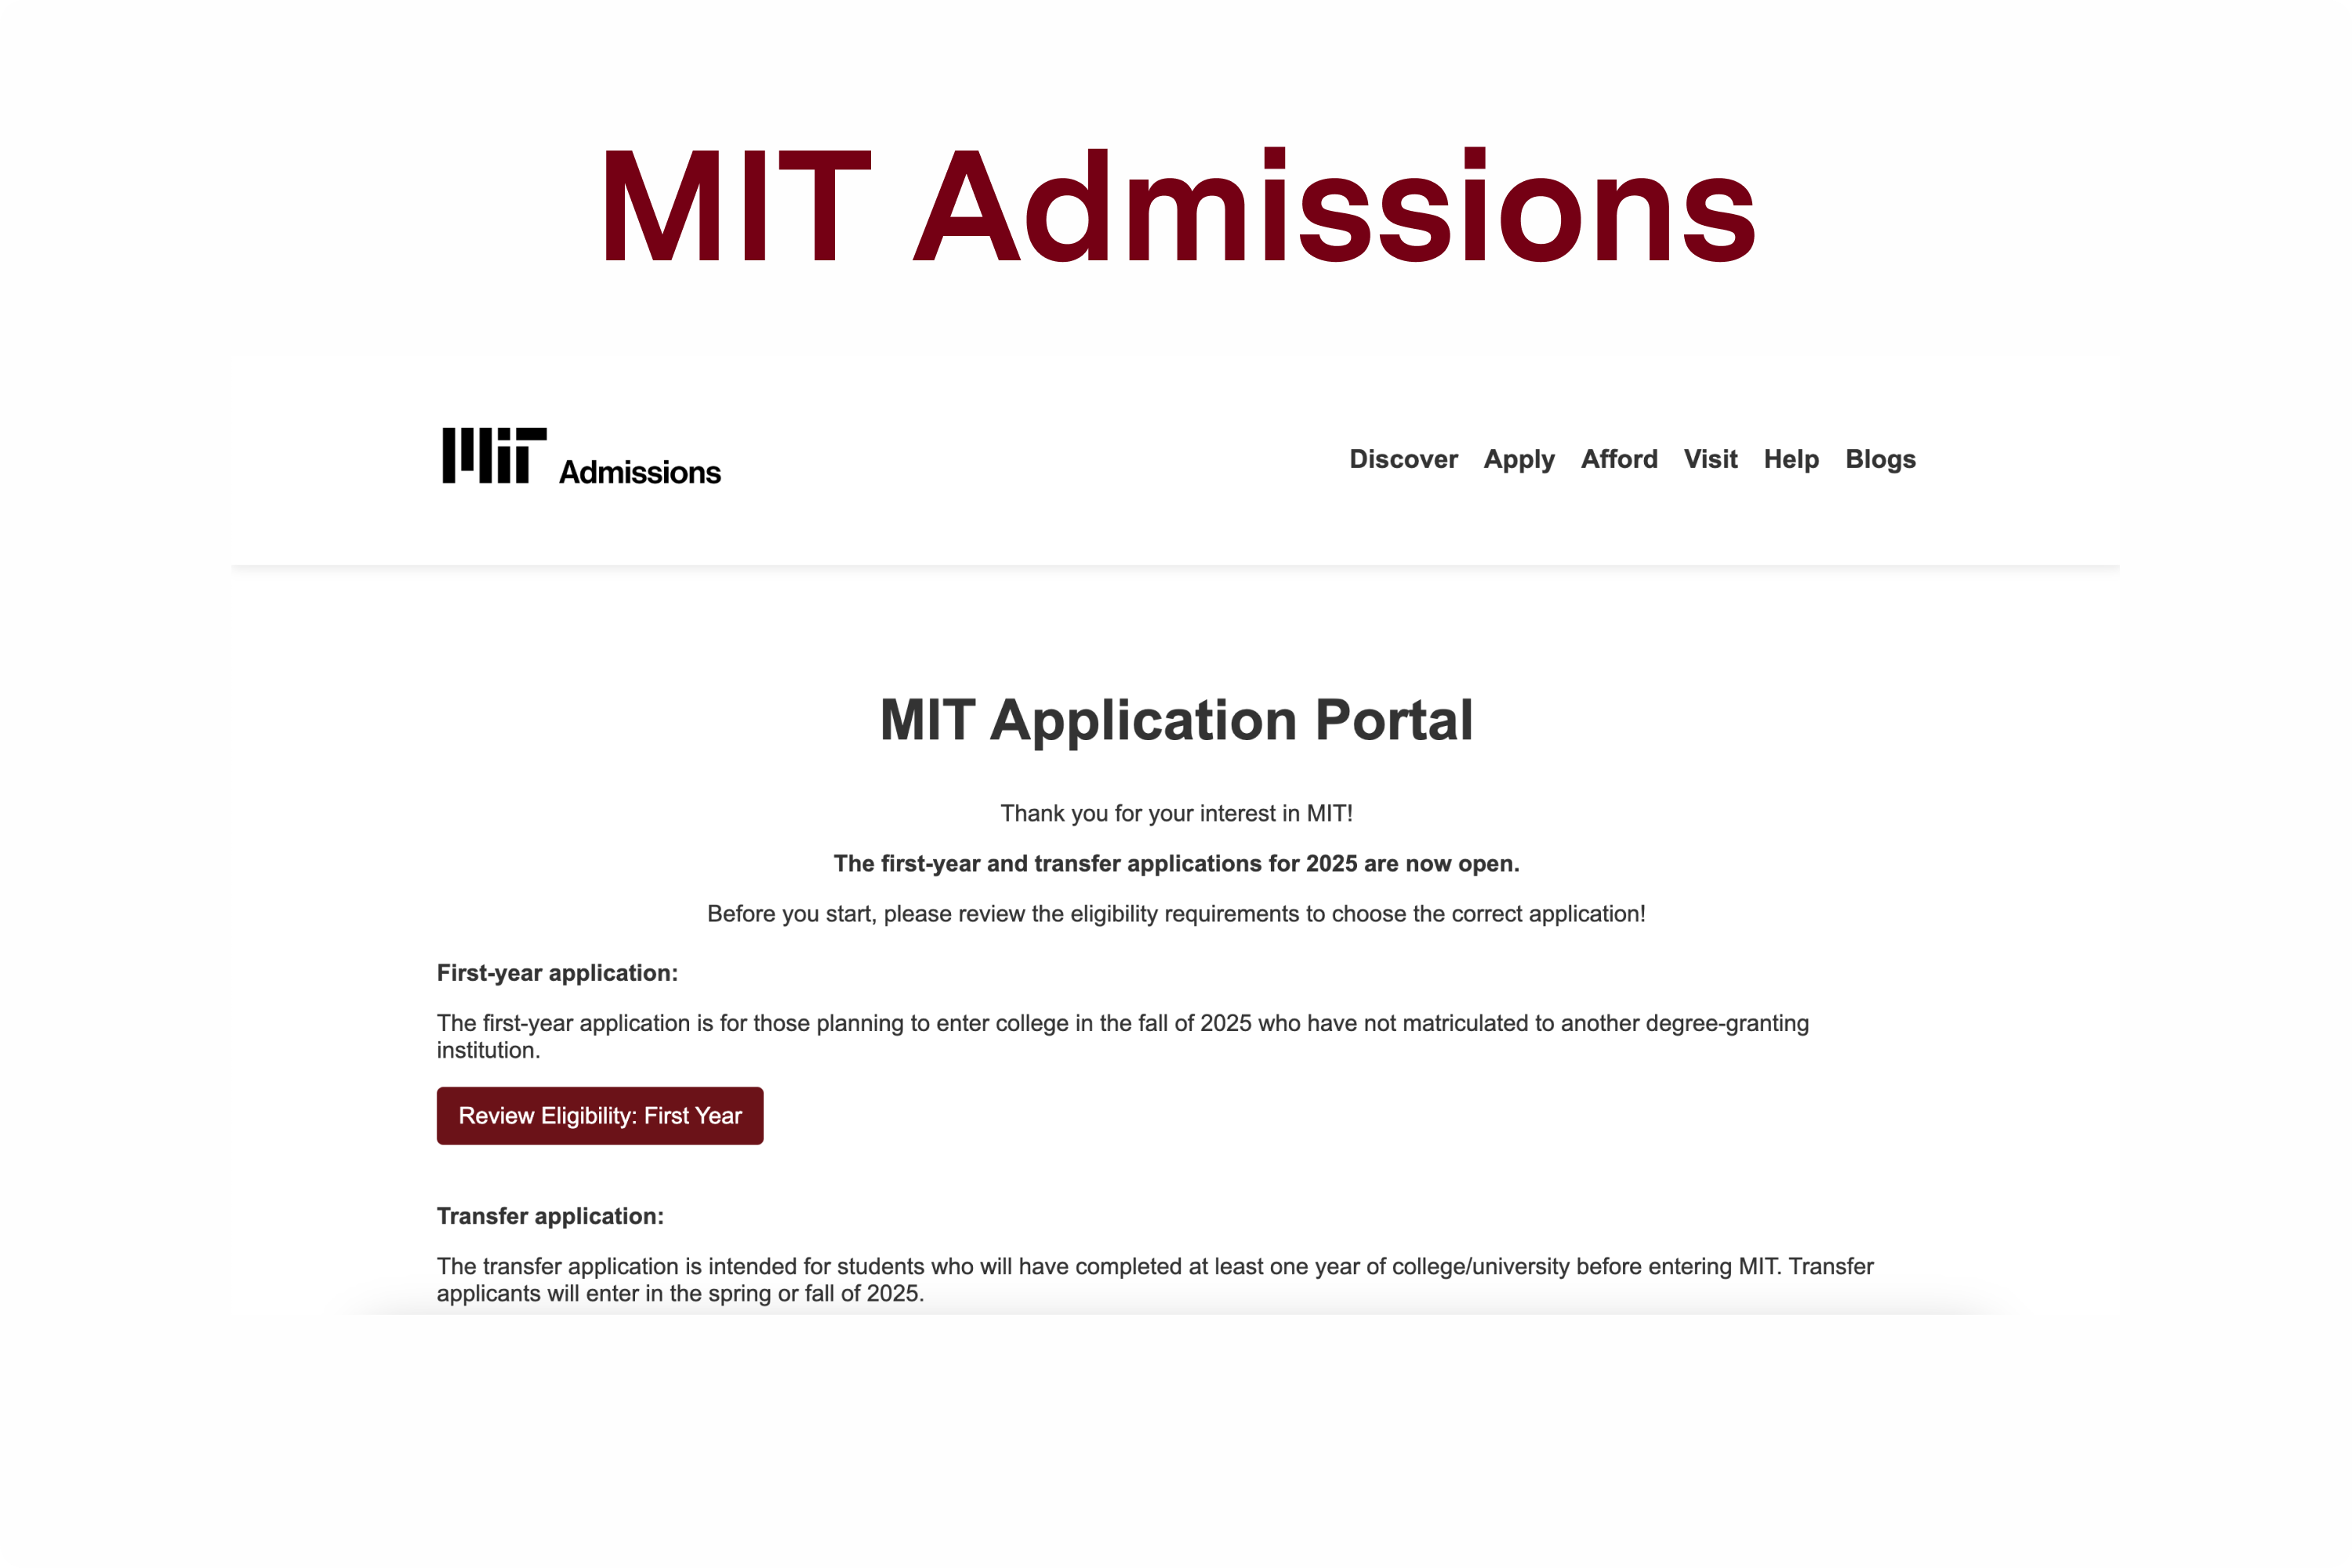 MIT Admissions
MIT Admissions
Discover Apply Afford Visit Help Blogs
MIT Application Portal
Thank you for your interest in MIT!
The first-year and transfer applications for 2025 are now open.
Before you start, please review the eligibility requirements to choose the correct application!
First-year application:
The first-year application is for those planning to enter college in the fall of 2025 who have not matriculated to another degree-granting
institution.
Review Eligibility: First Year
Transfer application:
The transfer application is intended for students who will have completed at least one year of college/university before entering MIT. Transfer
applicants will enter in the spring or fall of 2025.